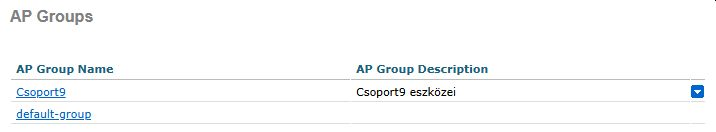 AP Groups
AP Group Name AP Group Description
Csoport9 Csoport9 eszközei
default-group